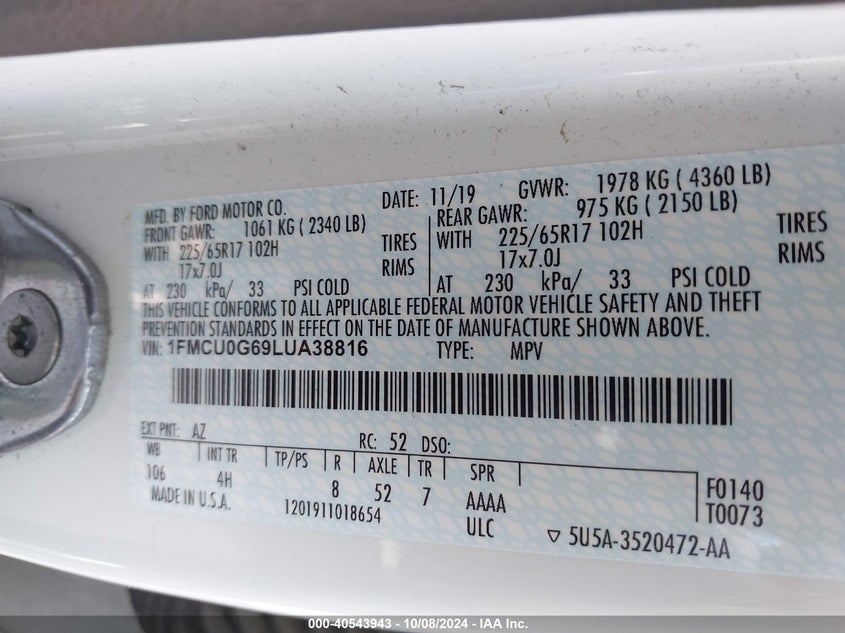 MFD. BY FORD MOTOR CO.
DATE: 11/19 GVWR: 1978 KG ( 4360 LB)
FRONT GAWR: 1061 KG ( 2340 LB)
REAR GAWR: 975 KG ( 2150 LB)
WITH 225/65R17 102H TIRES
WITH 225/65R17 102H TIRES
17x7.0J RIMS
17x7.0J RIMS
AT 230 kPa/ 33 PSI COLD
AT 230 kPa/ 33 PSI COLD
THIS VEHICLE CONFORMS TO ALL APPLICABLE FEDERAL MOTOR VEHICLE SAFETY AND THEFT
PREVENTION STANDARDS IN EFFECT ON THE DATE OF MANUFACTURE SHOWN ABOVE.
VIN: 1FMCU0G69LUA38816 TYPE: MPV
EXT PNT: AZ RC: 52 DSO:
WB INT TR TP/PS R AXLE TR SPR
106 4H 8 52 7 AAAA F0140
MADE IN U.S.A. 1201911018654 ULC T0073
▽ 5U5A-3520472-AA
000-40543943 - 10/08/2024 - IAA Inc.